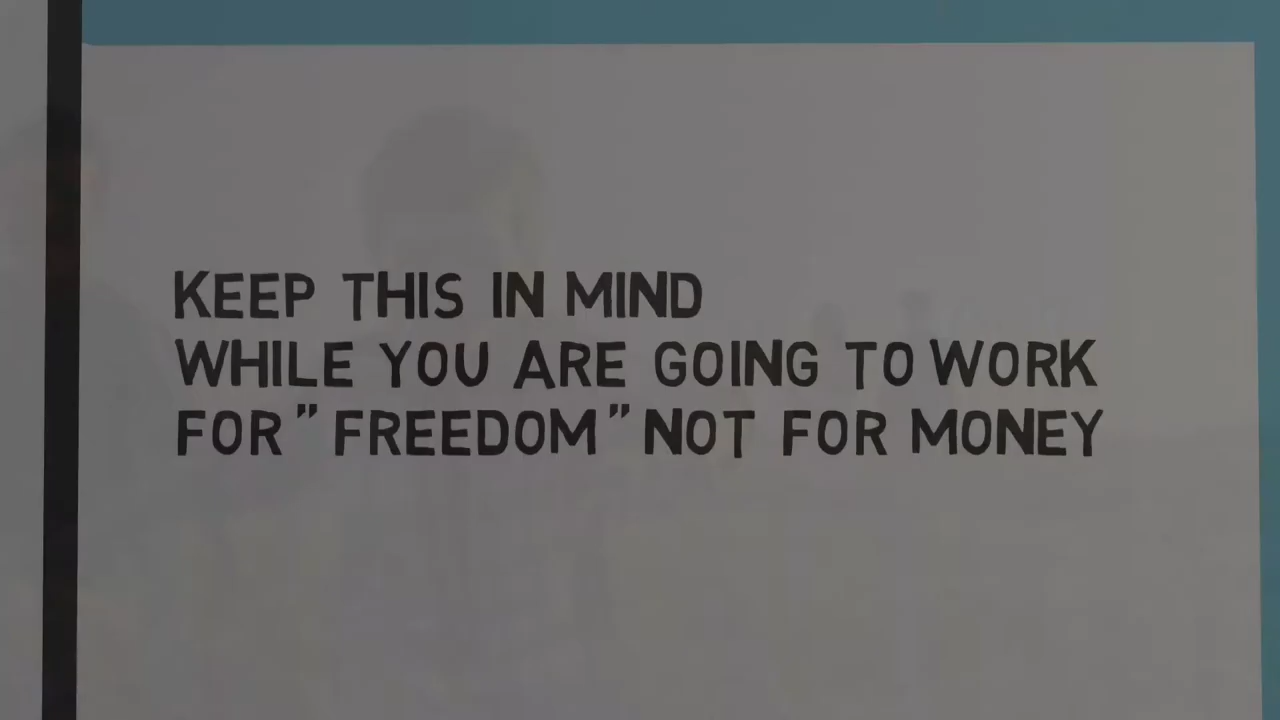 KEEP THIS IN MIND
WHILE YOU ARE GOING TO WORK
FOR "FREEDOM" NOT FOR MONEY